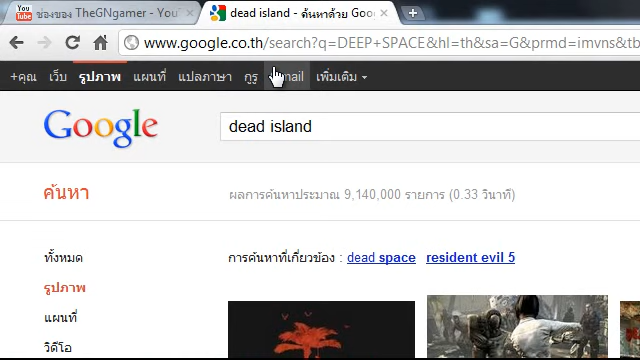 ช่องของ TheGNgamer - You
dead island - ค้นหาด้วย Goo
www.google.co.th/search?q=DEEP+SPACE&hl=th&sa=G&prmd=imvns&tb
+คุณ เว็บ รูปภาพ แผนที่ แปลภาษา กูรู mail เพิ่มเติม
Google dead island
ค้นหา ผลการค้นหาประมาณ 9,140,000 รายการ (0.33 วินาที)
ทั้งหมด การค้นหาที่เกี่ยวข้อง : dead space resident evil 5
รูปภาพ
แผนที่
วิดีโอ